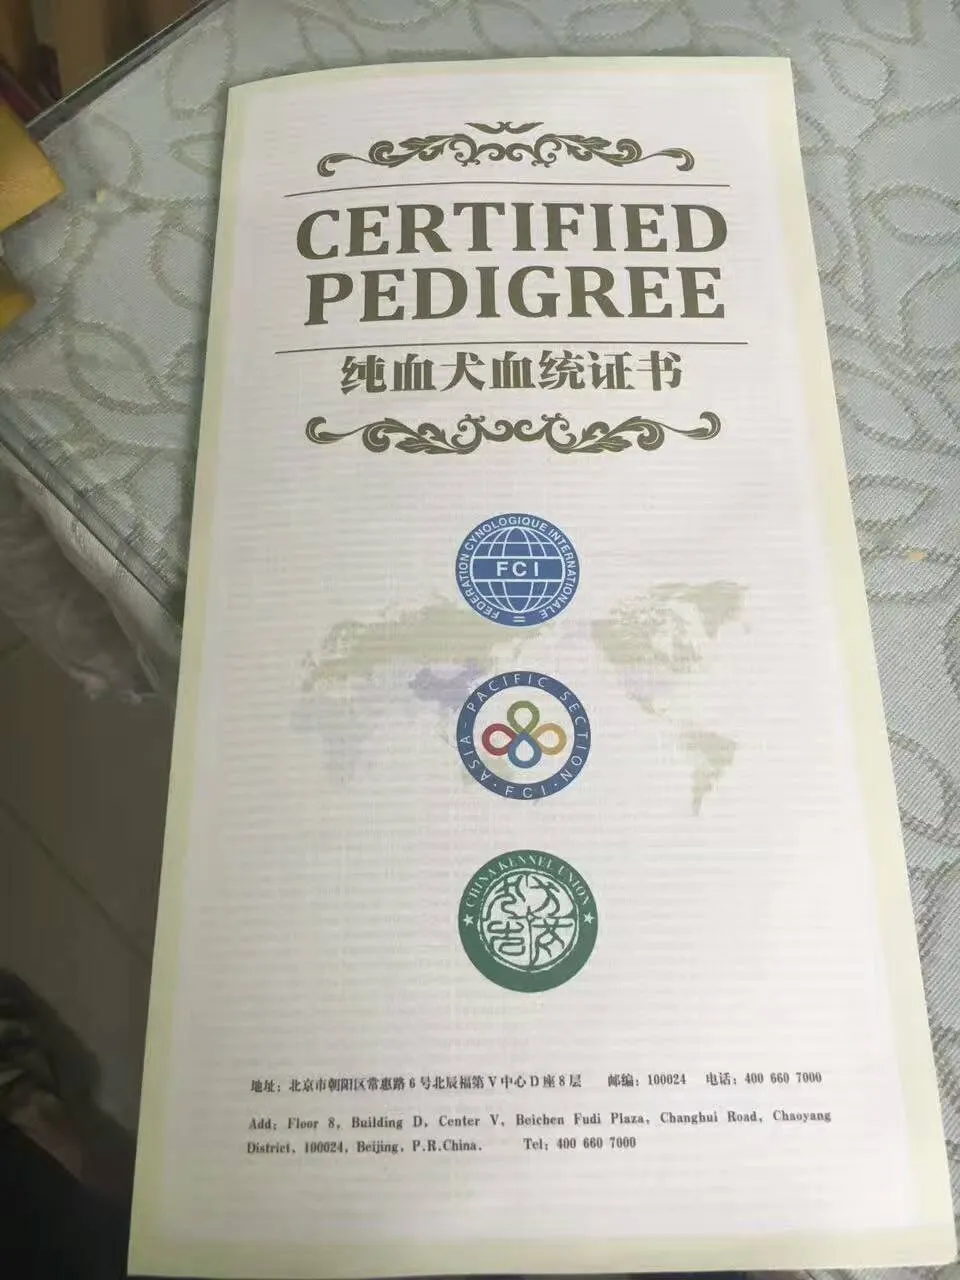 CERTIFIED
PEDIGREE
纯血犬血统证书
FEDERATION CYNOLOGIQUE INTERNATIONALE
FCI
ASIA - PACIFIC SECTION
· FCI ·
CHINA KENNEL UNION
地址：北京市朝阳区常惠路6号北辰福第V中心D座8层 邮编：100024 电话：400 660 7000
Add: Floor 8, Building D, Center V, Beichen Fudi Plaza, Changhui Road, Chaoyang
District, 100024, Beijing, P.R.China. Tel: 400 660 7000